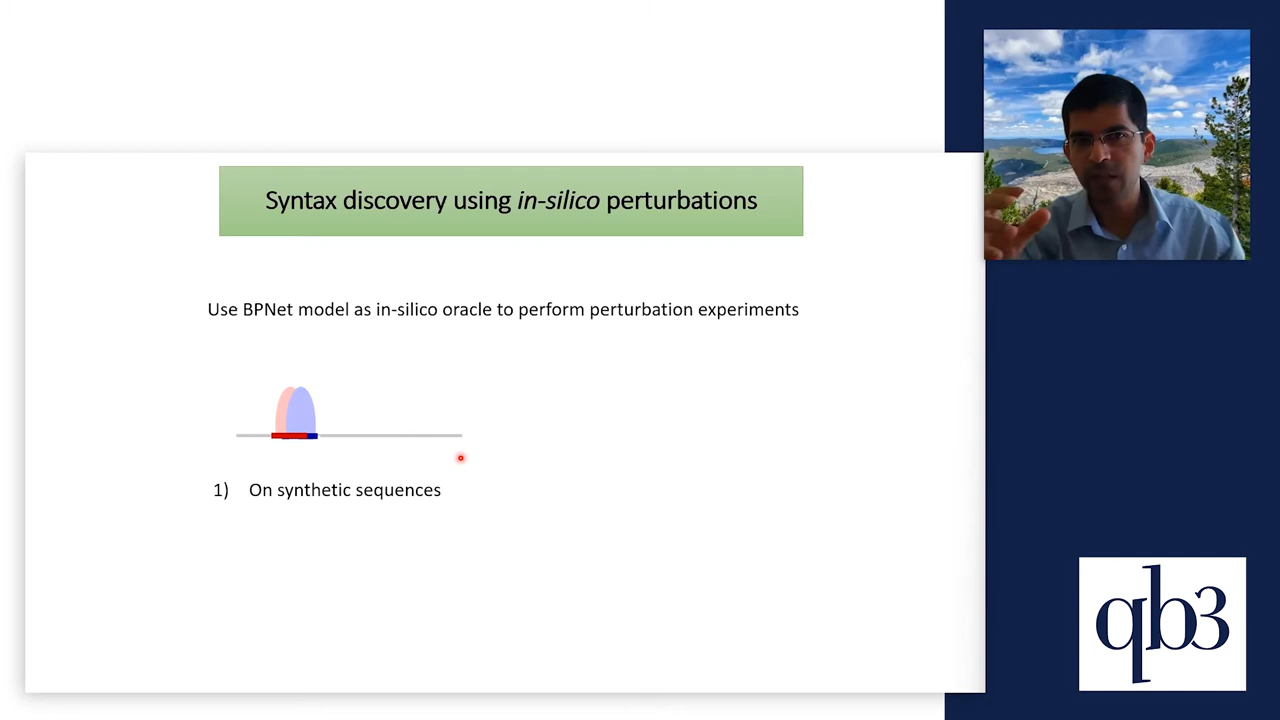 Syntax discovery using in-silico perturbations
Use BPNet model as in-silico oracle to perform perturbation experiments
1) On synthetic sequences
qb3